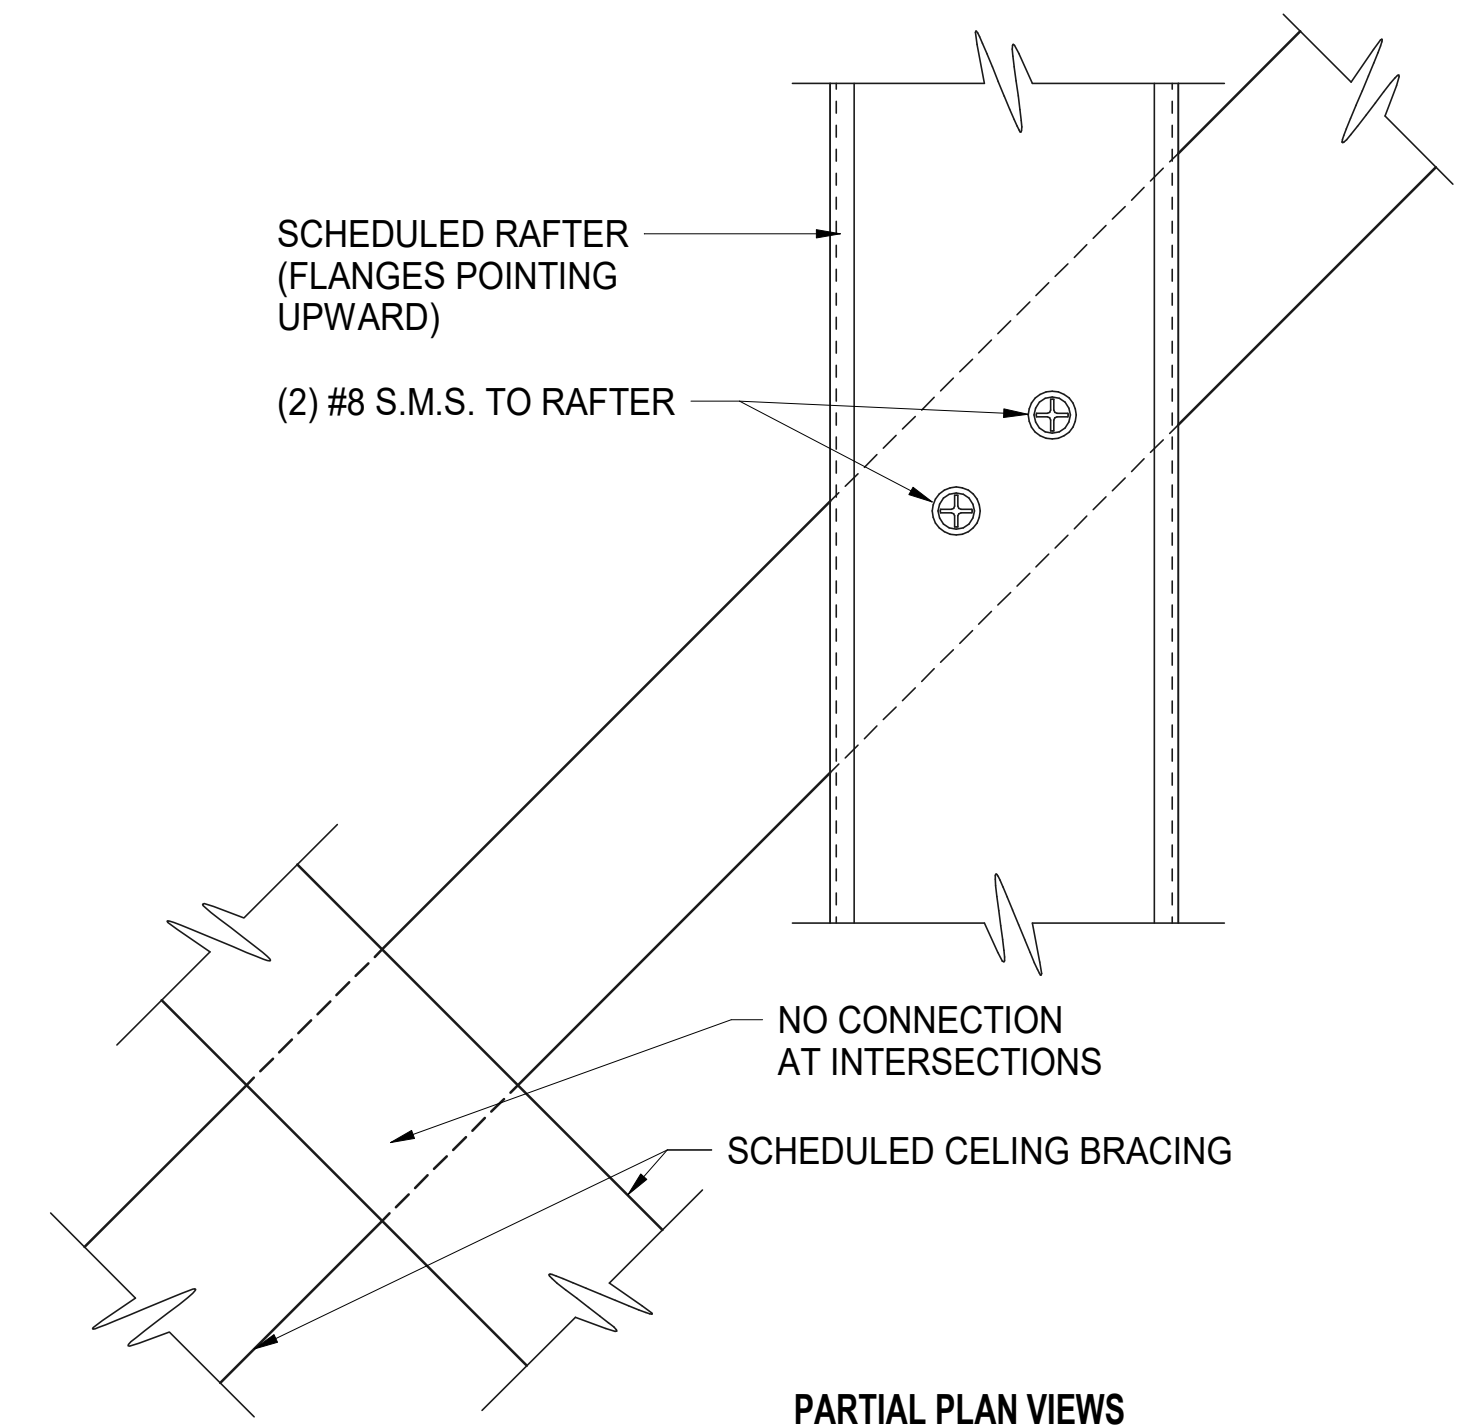 SCHEDULED RAFTER
(FLANGES POINTING
UPWARD)
(2) #8 S.M.S. TO RAFTER
NO CONNECTION
AT INTERSECTIONS
SCHEDULED CELING BRACING
PARTIAL PLAN VIEWS